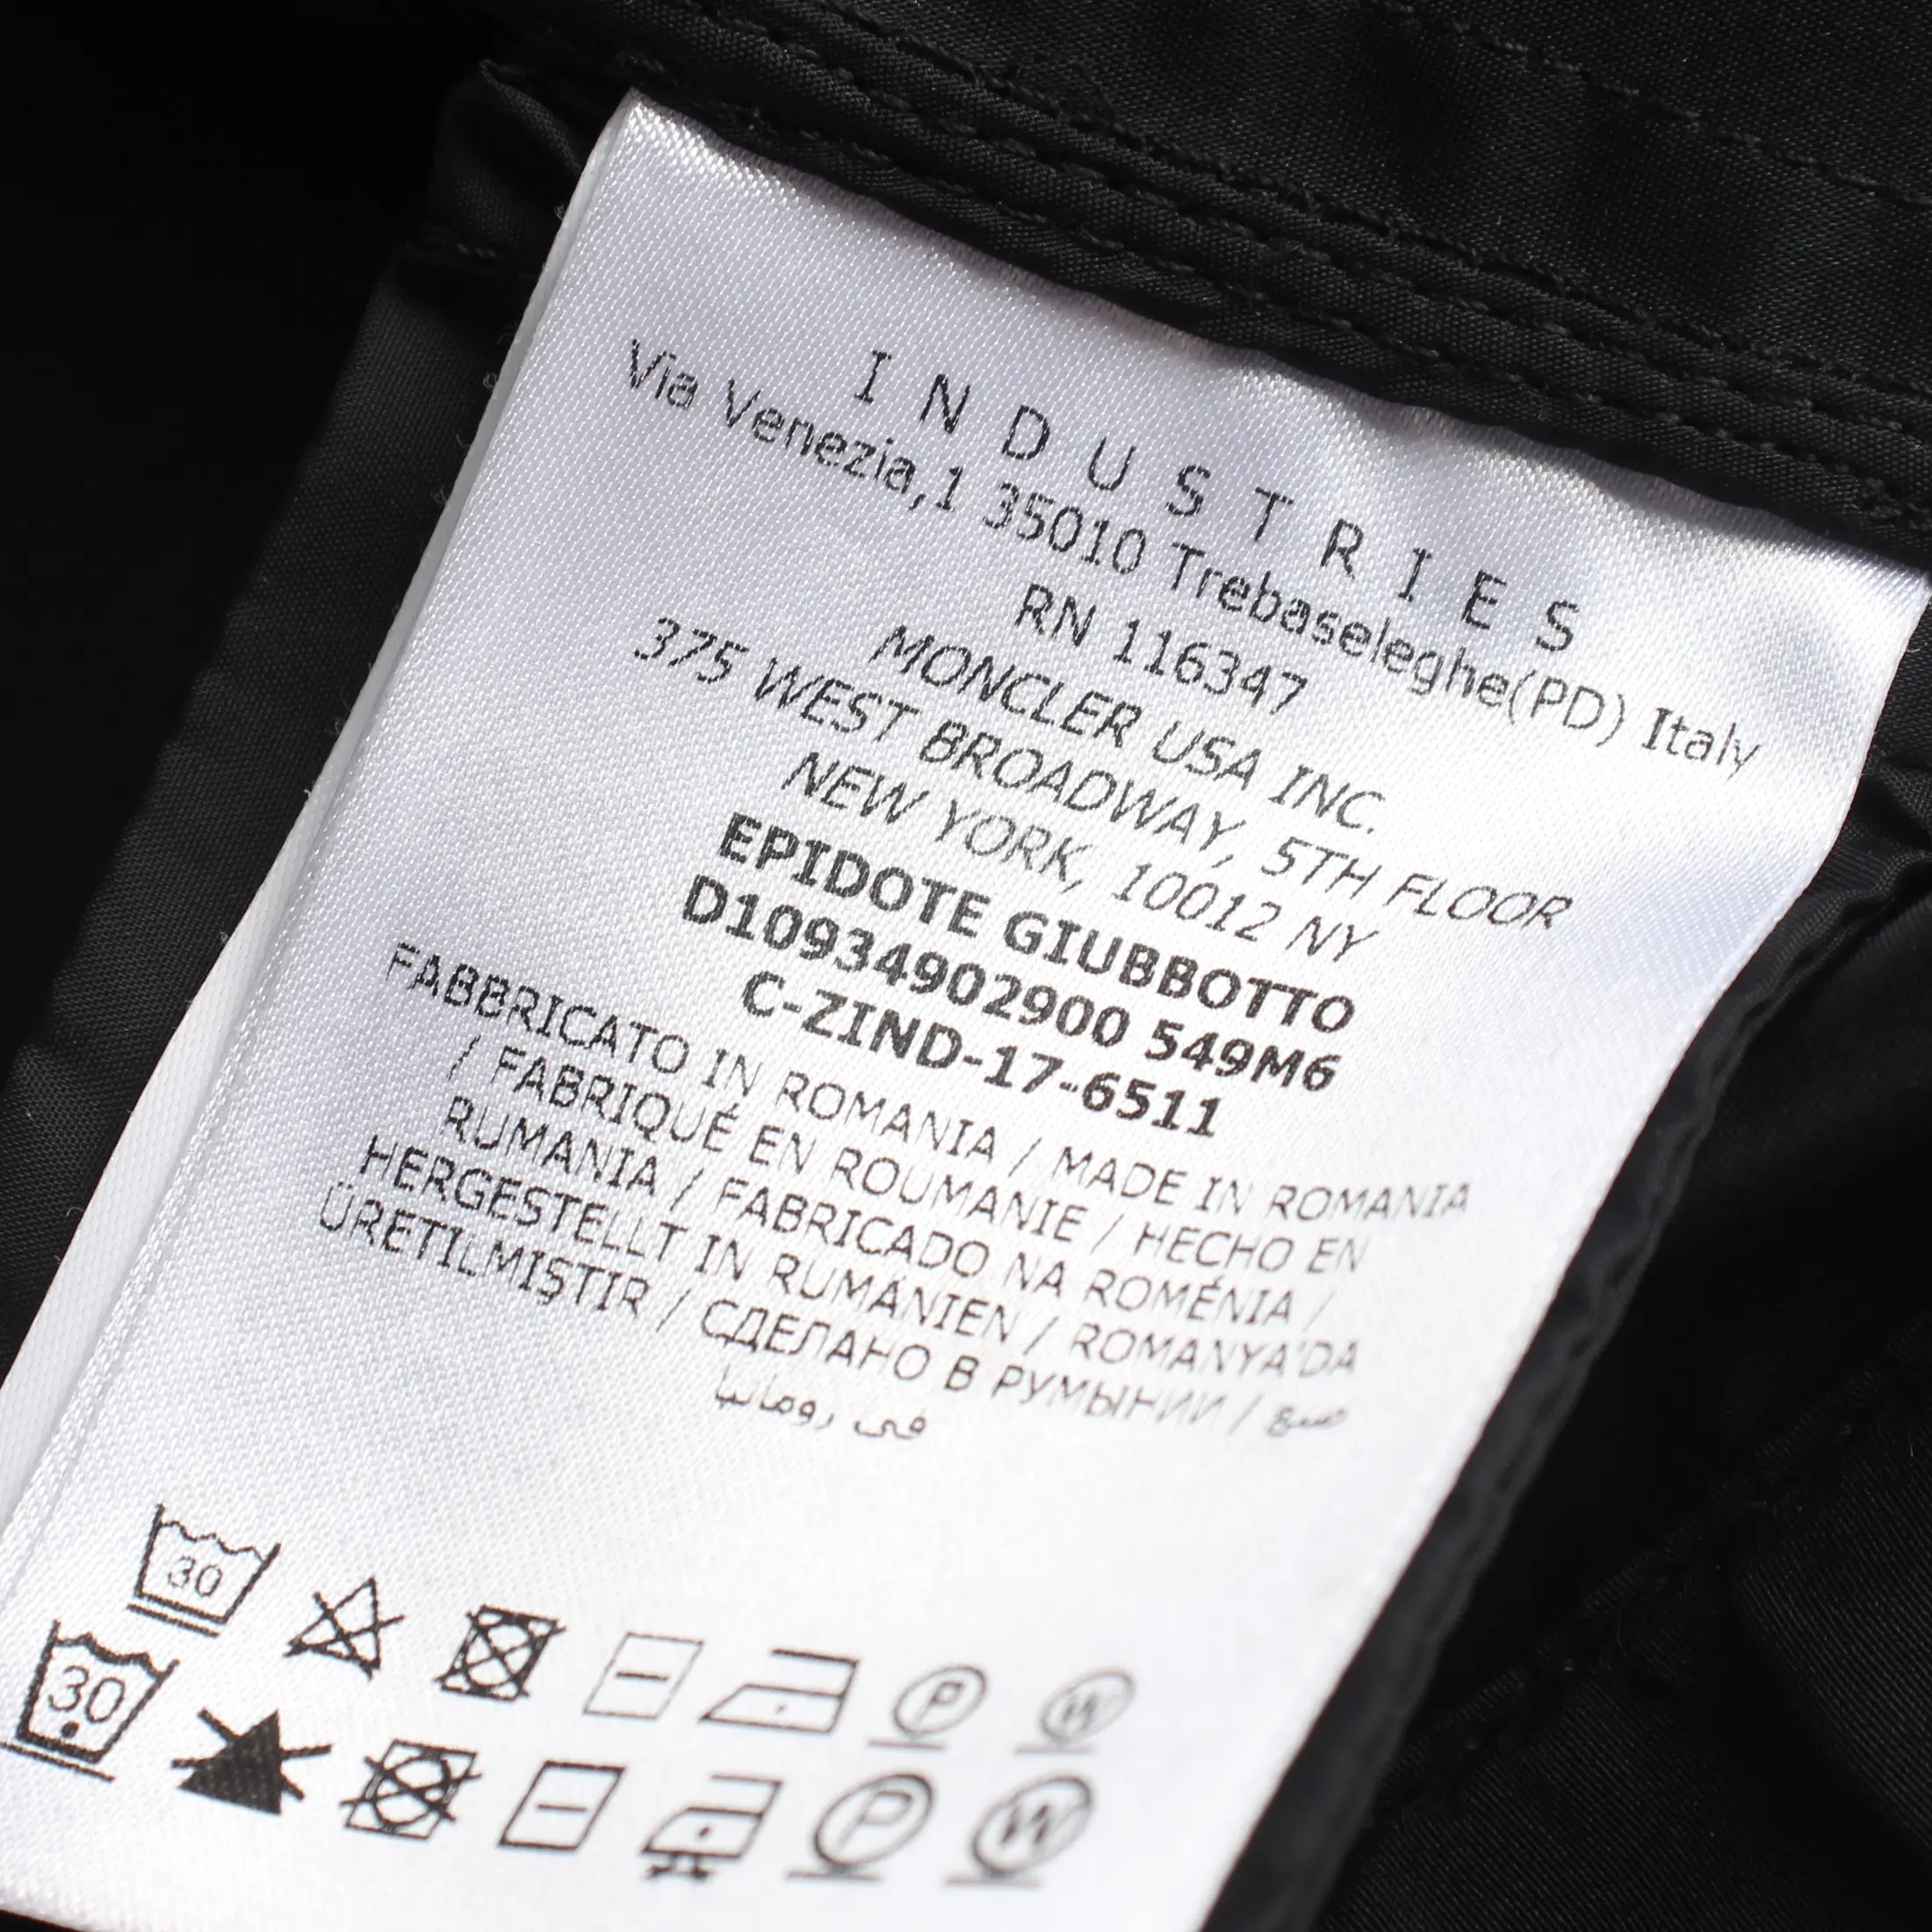 INDUSTRIES
Via Venezia,1 35010 Trebaseleghe(PD) Italy
RN 116347
MONCLER USA INC.
375 WEST BROADWAY, 5TH FLOOR
NEW YORK, 10012 NY
EPIDOTE GIUBBOTTO
D10934902900 549M6
C-ZIND-17-6511
FABBRICATO IN ROMANIA / MADE IN ROMANIA
/ FABRIQUÉ EN ROUMANIE / HECHO EN
RUMANIA / FABRICADO NA ROMÉNIA /
HERGESTELLT IN RUMÄNIEN / ROMANYA'DA
ÜRETILMIŞTIR / СДЕЛАНО В РУМЫНИИ / صنع
في رومانيا
30 P W
30 P W